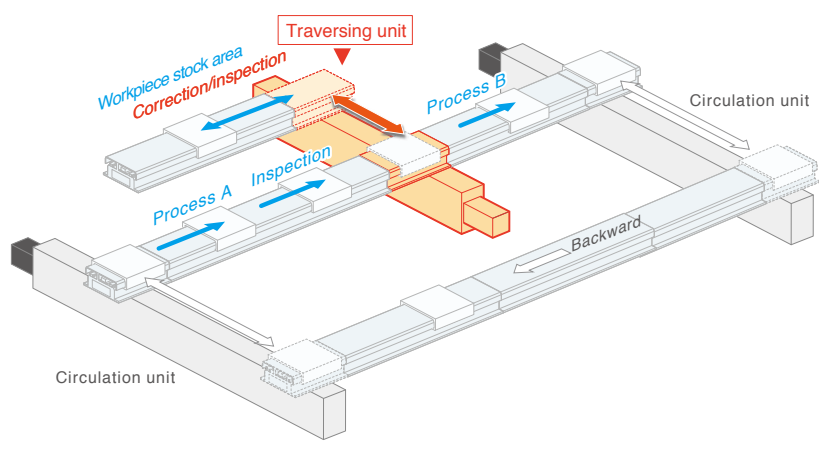 Traversing unit
Workpiece stock area
Correction/inspection
Process B
Circulation unit
Inspection
Process A
Backward
Circulation unit